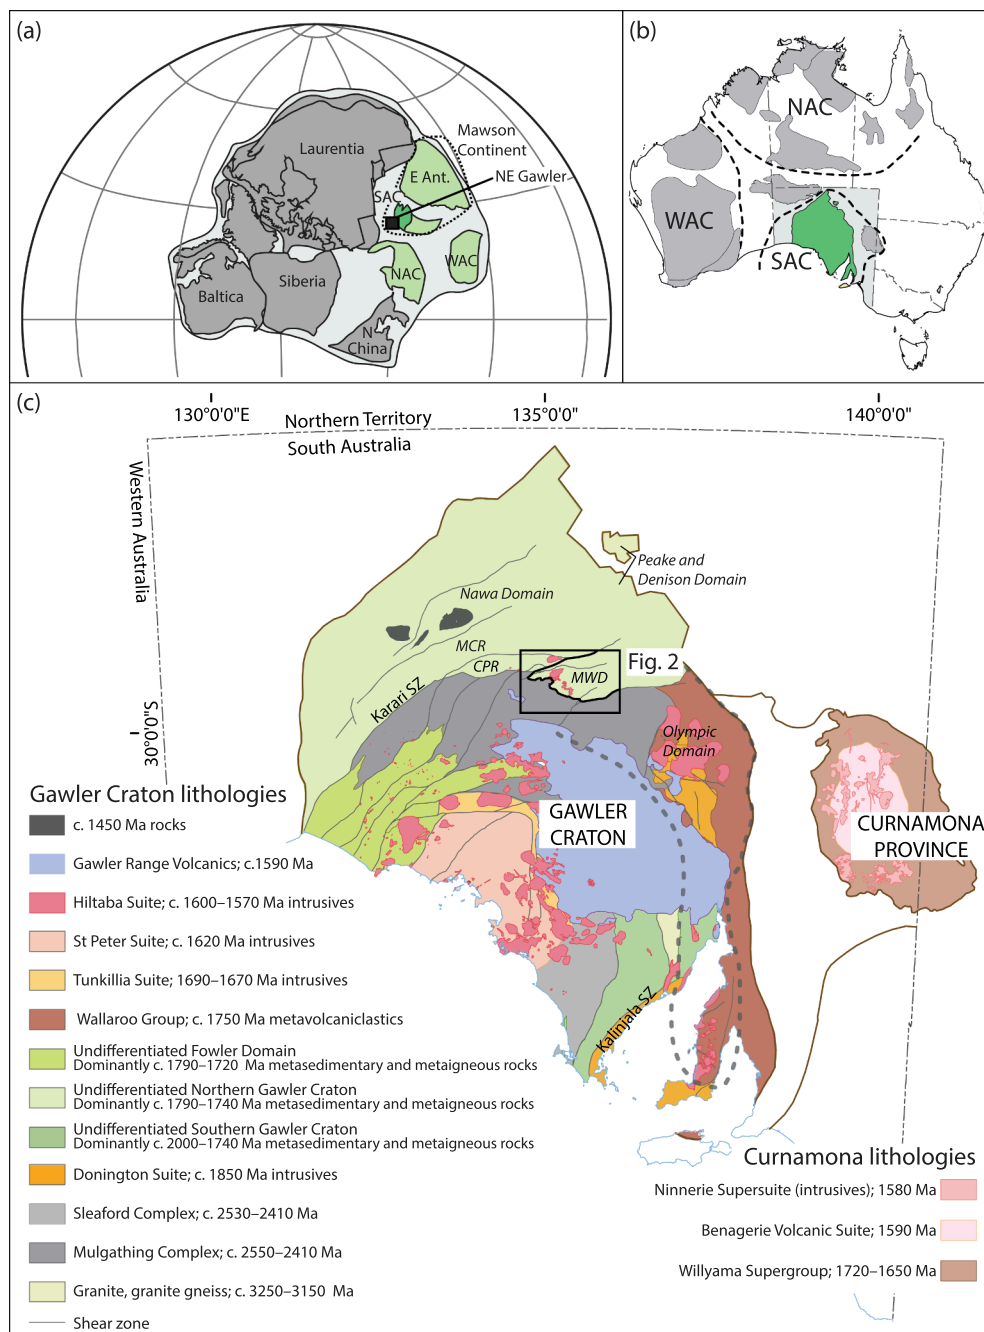 (a)
Laurentia
Mawson
Continent
E Ant.
NE Gawler
SAC
NAC
WAC
Siberia
Baltica
N
China
(b)
NAC
WAC
SAC
(c)
130°0'0"E
135°0'0"
140°0'0"
Northern Territory
South Australia
Western Australia
30°0'0"S
Peake and
Denison Domain
Nawa Domain
MCR
CPR
Fig. 2
MWD
Karari SZ
Olympic
Domain
GAWLER
CRATON
CURNAMONA
PROVINCE
Kalinjala SZ
Gawler Craton lithologies
c. 1450 Ma rocks
Gawler Range Volcanics; c.1590 Ma
Hiltaba Suite; c. 1600–1570 Ma intrusives
St Peter Suite; c. 1620 Ma intrusives
Tunkillia Suite; 1690–1670 Ma intrusives
Wallaroo Group; c. 1750 Ma metavolcaniclastics
Undifferentiated Fowler Domain
Dominantly c. 1790–1720 Ma metasedimentary and metaigneous rocks
Undifferentiated Northern Gawler Craton
Dominantly c. 1790–1740 Ma metasedimentary and metaigneous rocks
Undifferentiated Southern Gawler Craton
Dominantly c. 2000–1740 Ma metasedimentary and metaigneous rocks
Donington Suite; c. 1850 Ma intrusives
Sleaford Complex; c. 2530–2410 Ma
Mulgathing Complex; c. 2550–2410 Ma
Granite, granite gneiss; c. 3250–3150 Ma
Shear zone
Curnamona lithologies
Ninnerie Supersuite (intrusives); 1580 Ma
Benagerie Volcanic Suite; 1590 Ma
Willyama Supergroup; 1720–1650 Ma